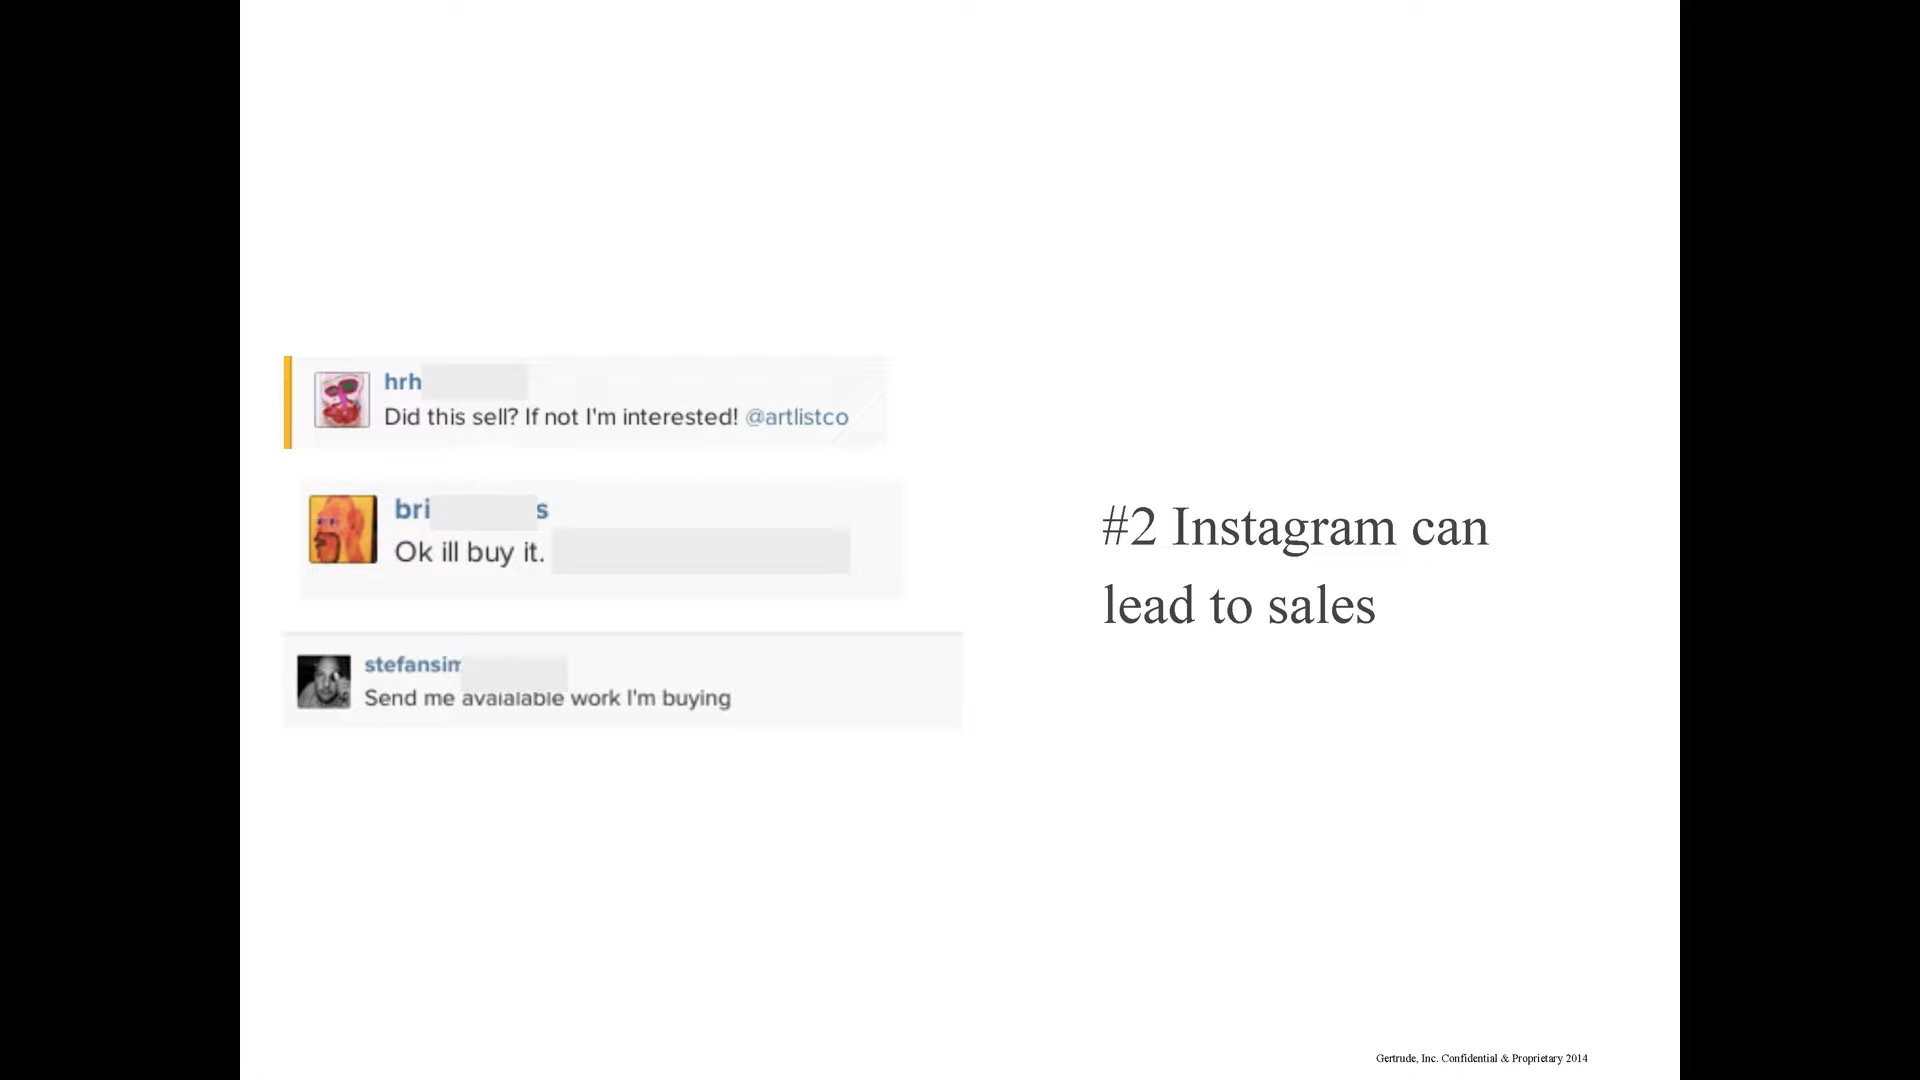 hrh
Did this sell? If not I'm interested! @artlistco
bri s
Ok ill buy it.
stefansim
Send me avaialable work I'm buying
#2 Instagram can
lead to sales
Gertrude, Inc. Confidential & Proprietary 2014